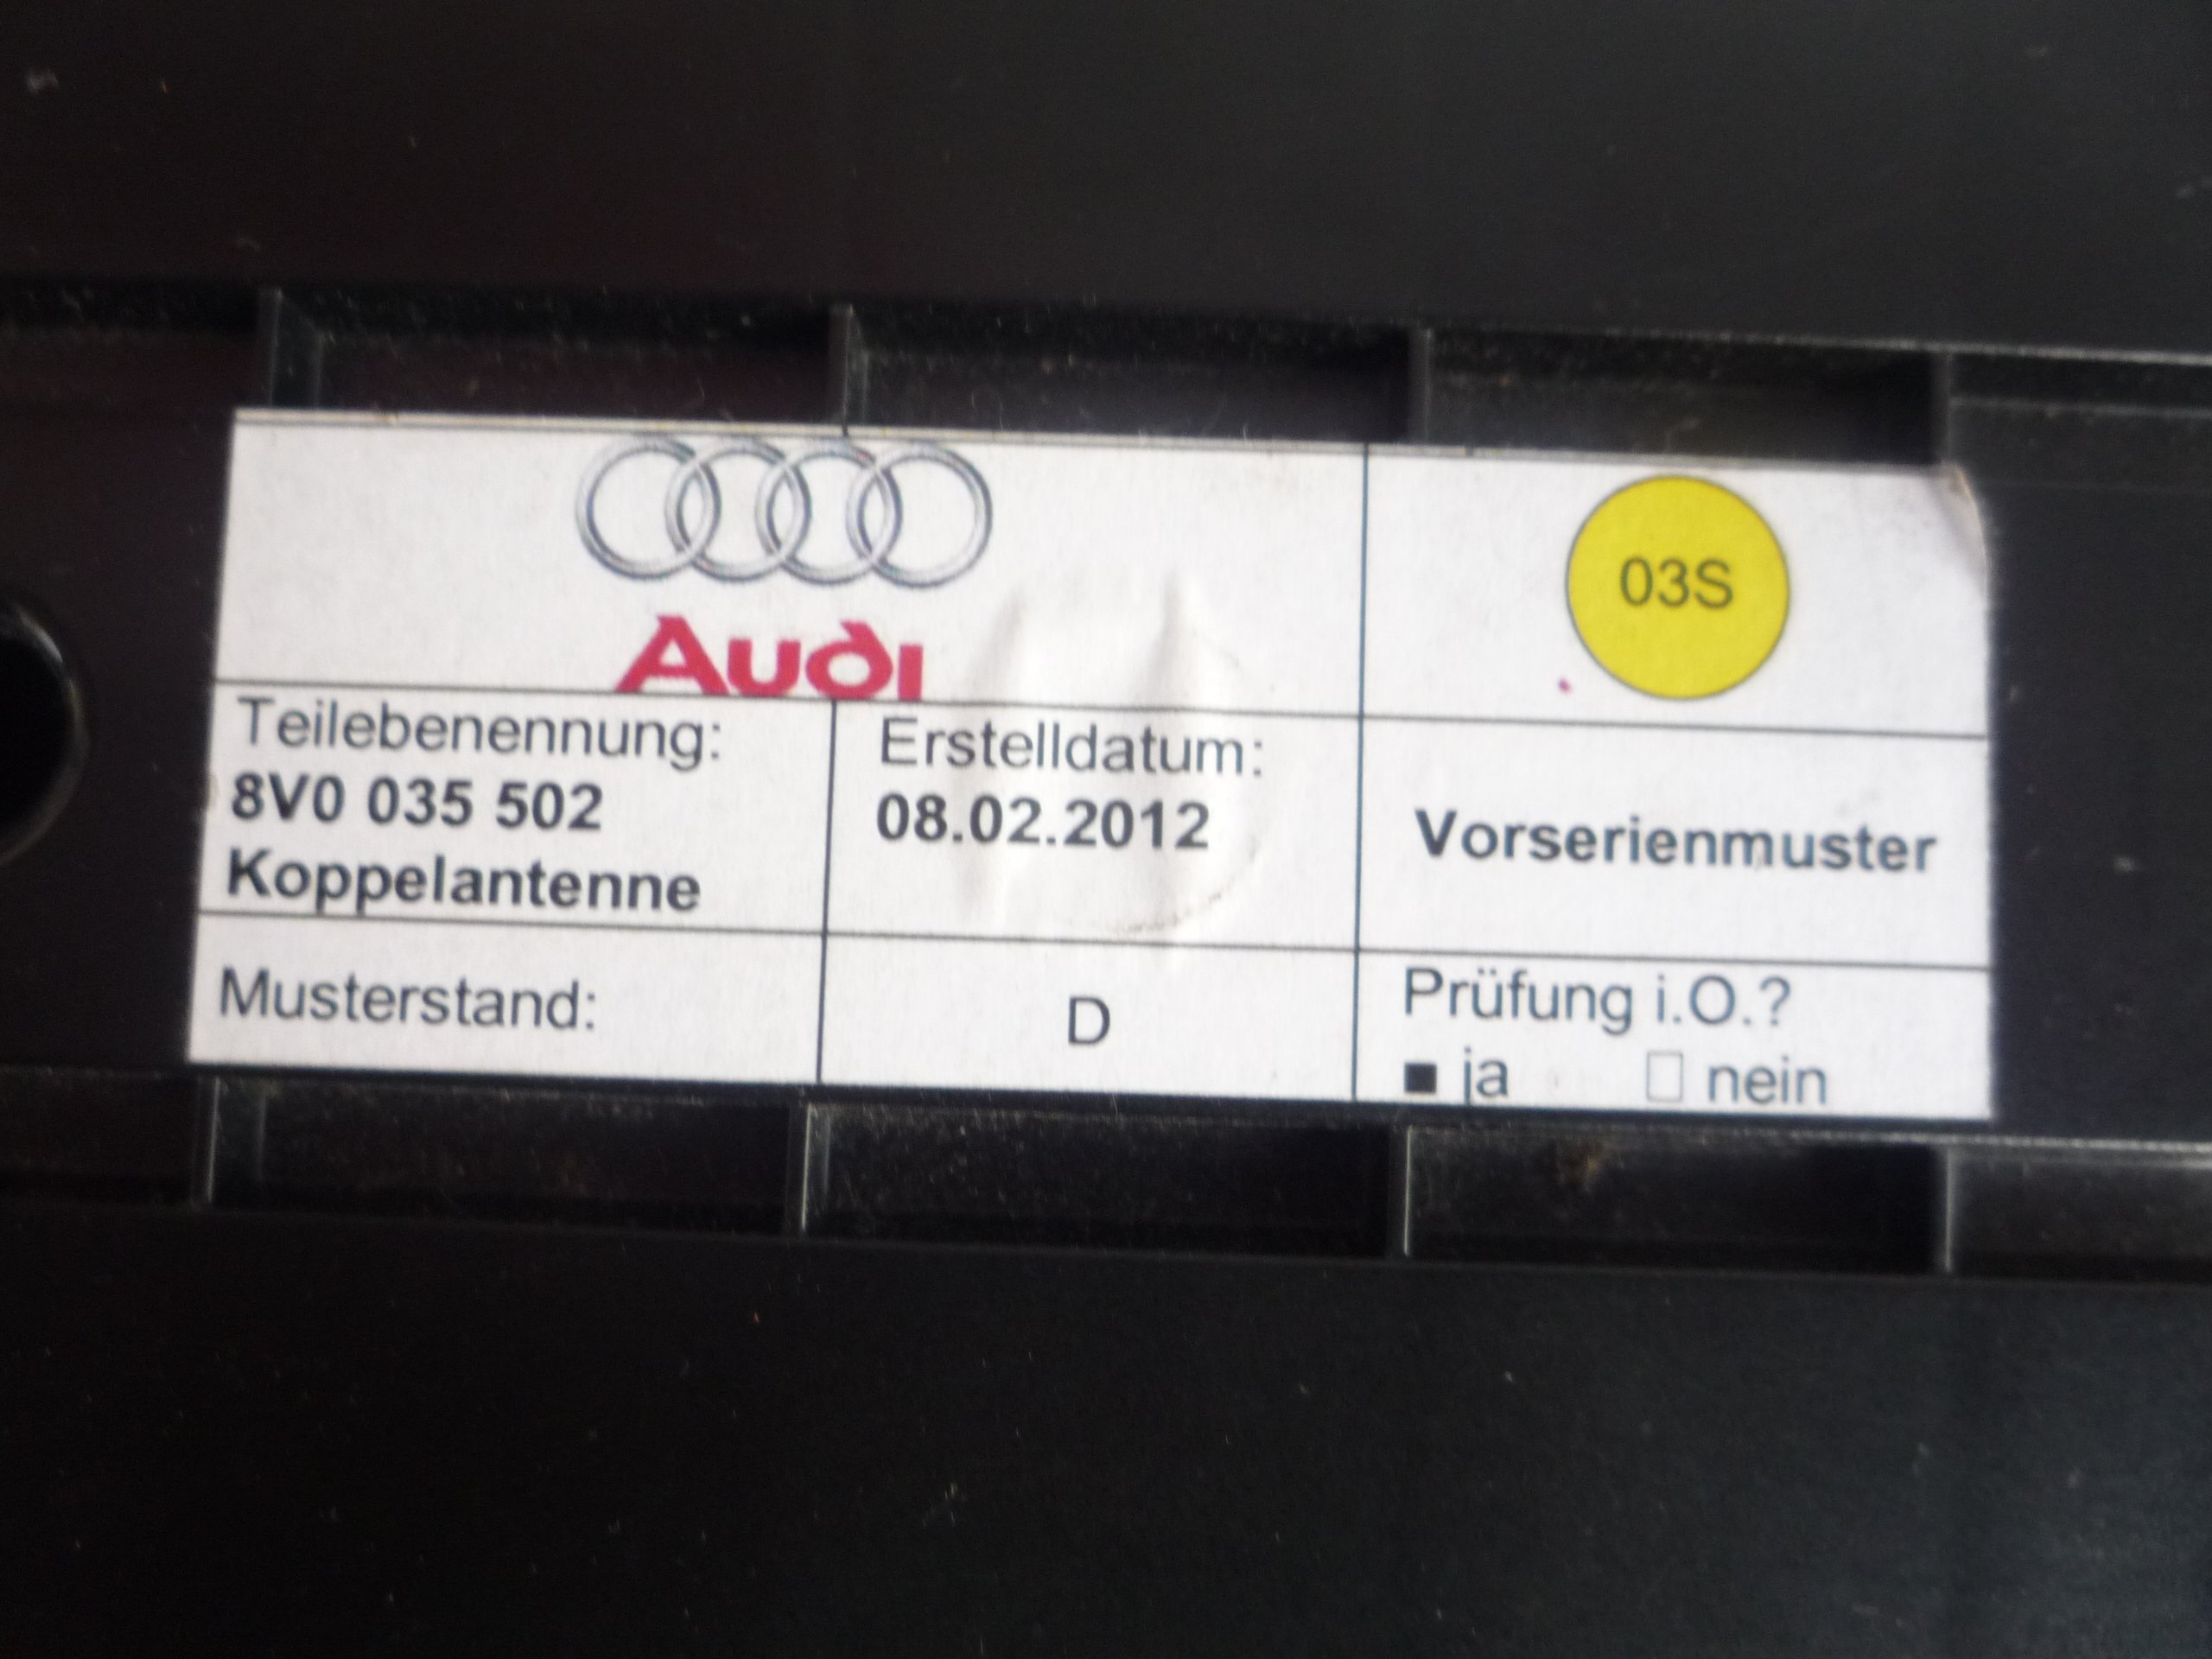 Audi
03S
Teilebenennung:
8V0 035 502
Koppelantenne
Erstelldatum:
08.02.2012
Vorserienmuster
Musterstand:
D
Prüfung i.O.?
■ ja □ nein